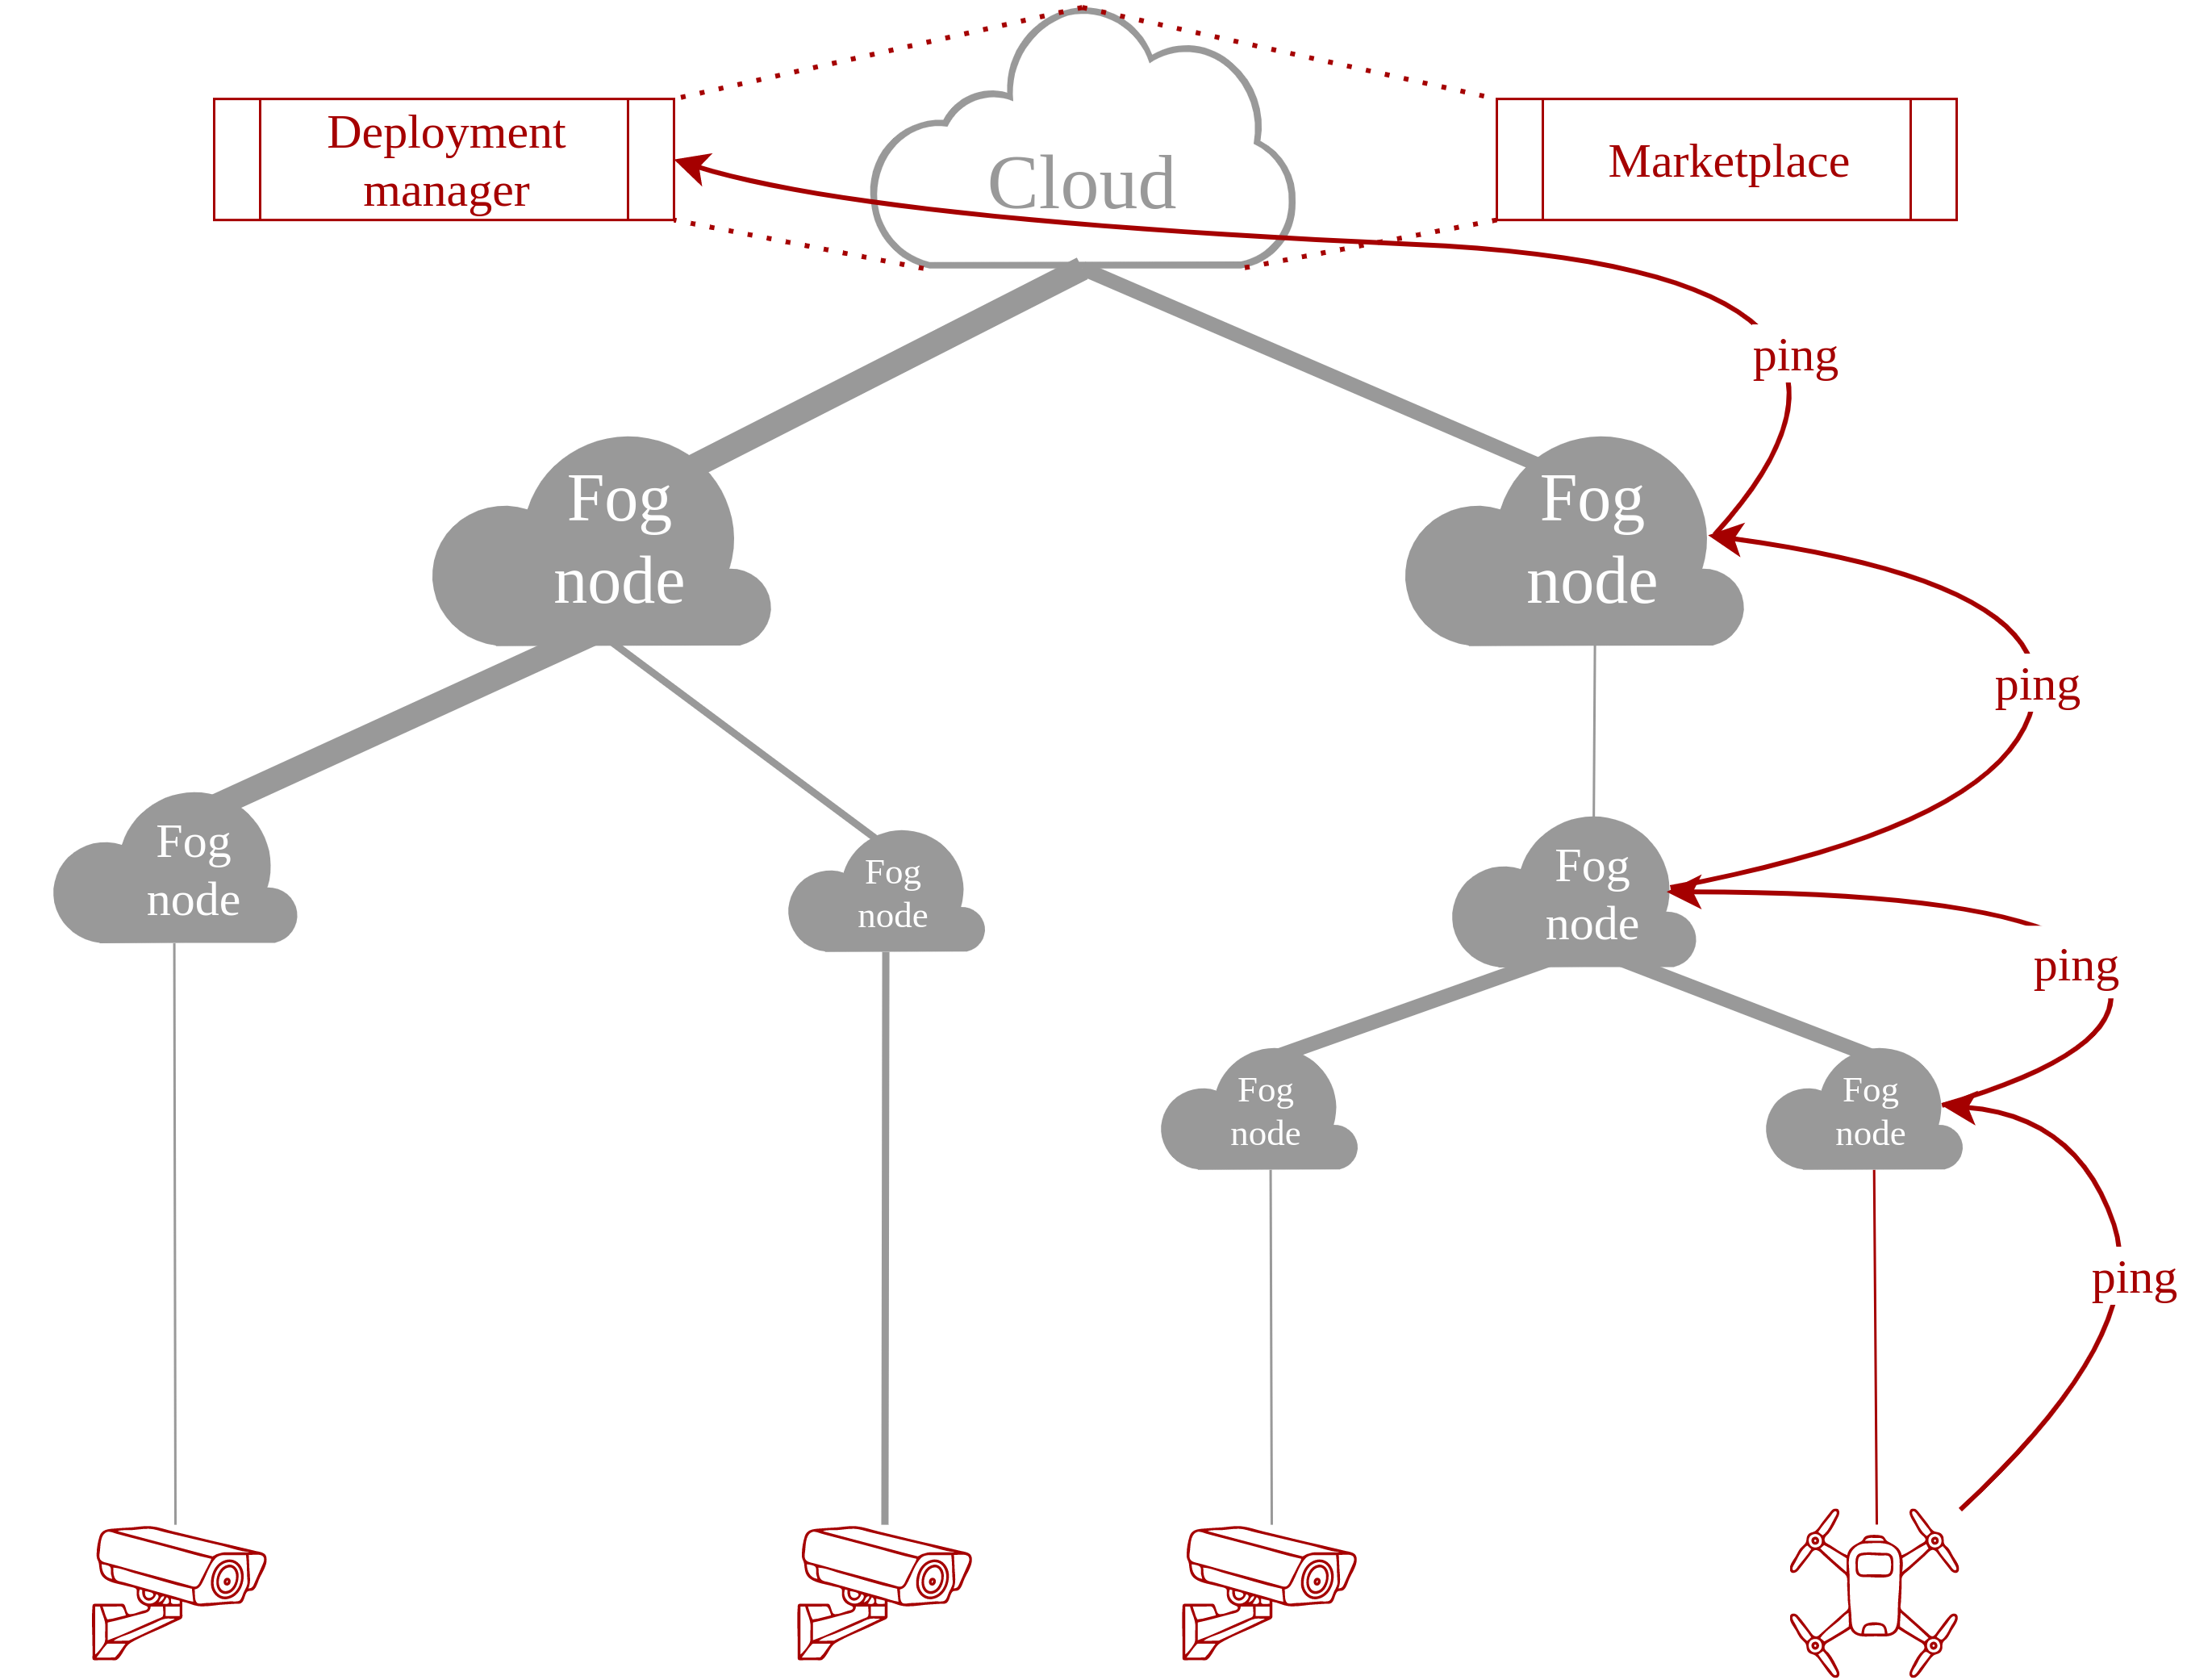 Deployment
manager
Cloud
Marketplace
ping
Fog
node
Fog
node
ping
Fog
node
Fog
node
Fog
node
ping
Fog
node
Fog
node
ping